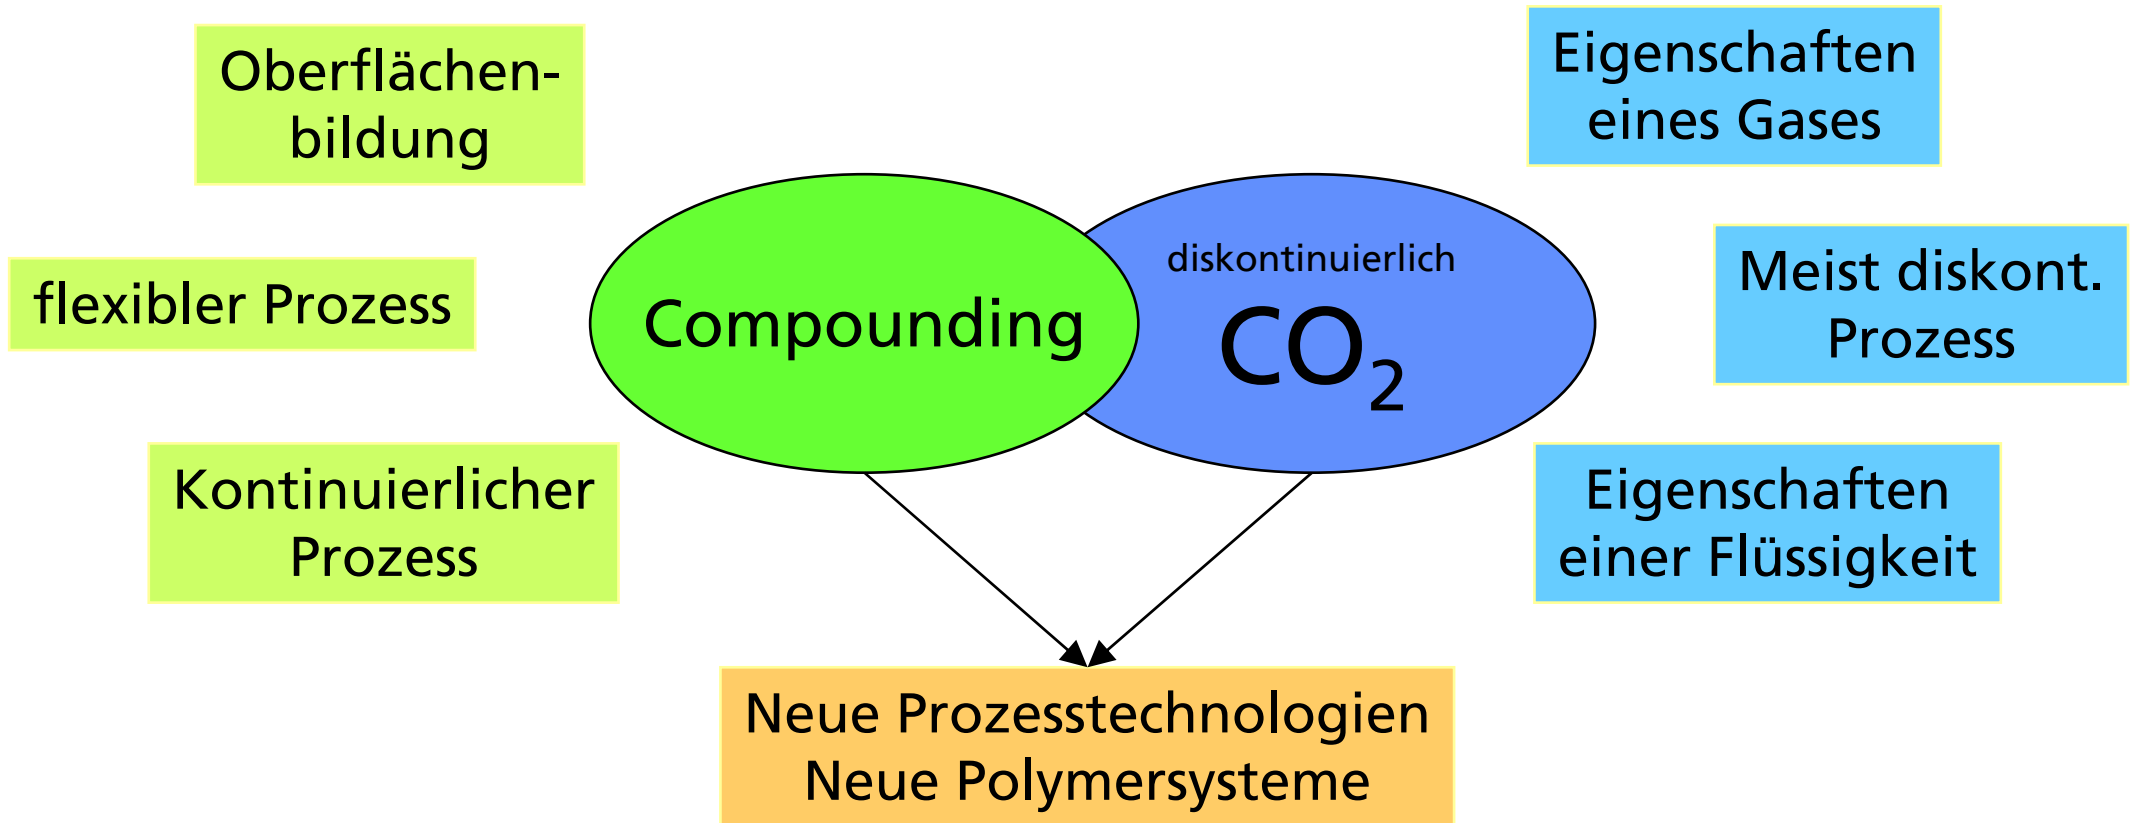 Oberflächen-
bildung
flexibler Prozess
Kontinuierlicher
Prozess
Compounding
diskontinuierlich
CO₂
Eigenschaften
eines Gases
Meist diskont.
Prozess
Eigenschaften
einer Flüssigkeit
Neue Prozesstechnologien
Neue Polymersysteme